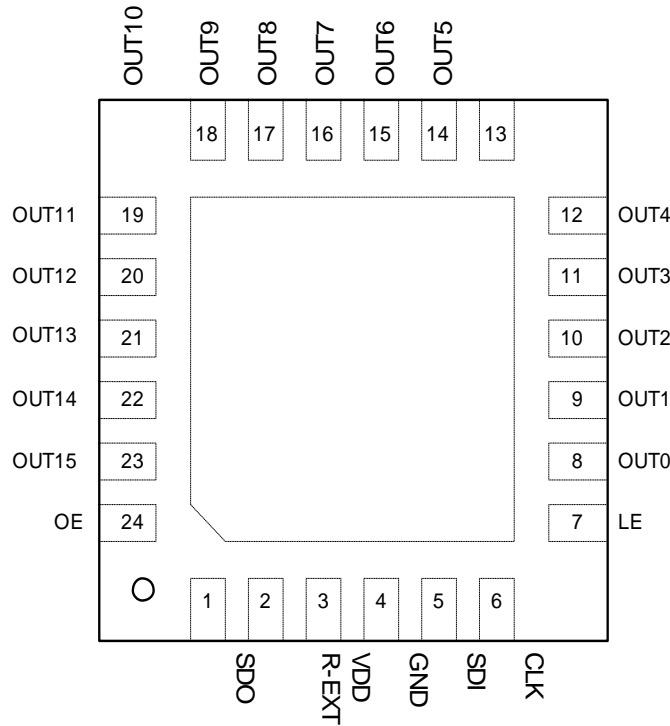 OUT10
OUT9
OUT8
OUT7
OUT6
OUT5
18
17
16
15
14
13
OUT11
19
12
OUT4
OUT12
20
11
OUT3
OUT13
21
10
OUT2
OUT14
22
9
OUT1
OUT15
23
8
OUT0
OE
24
7
LE
1
2
3
4
5
6
SDO
R-EXT
VDD
GND
SDI
CLK